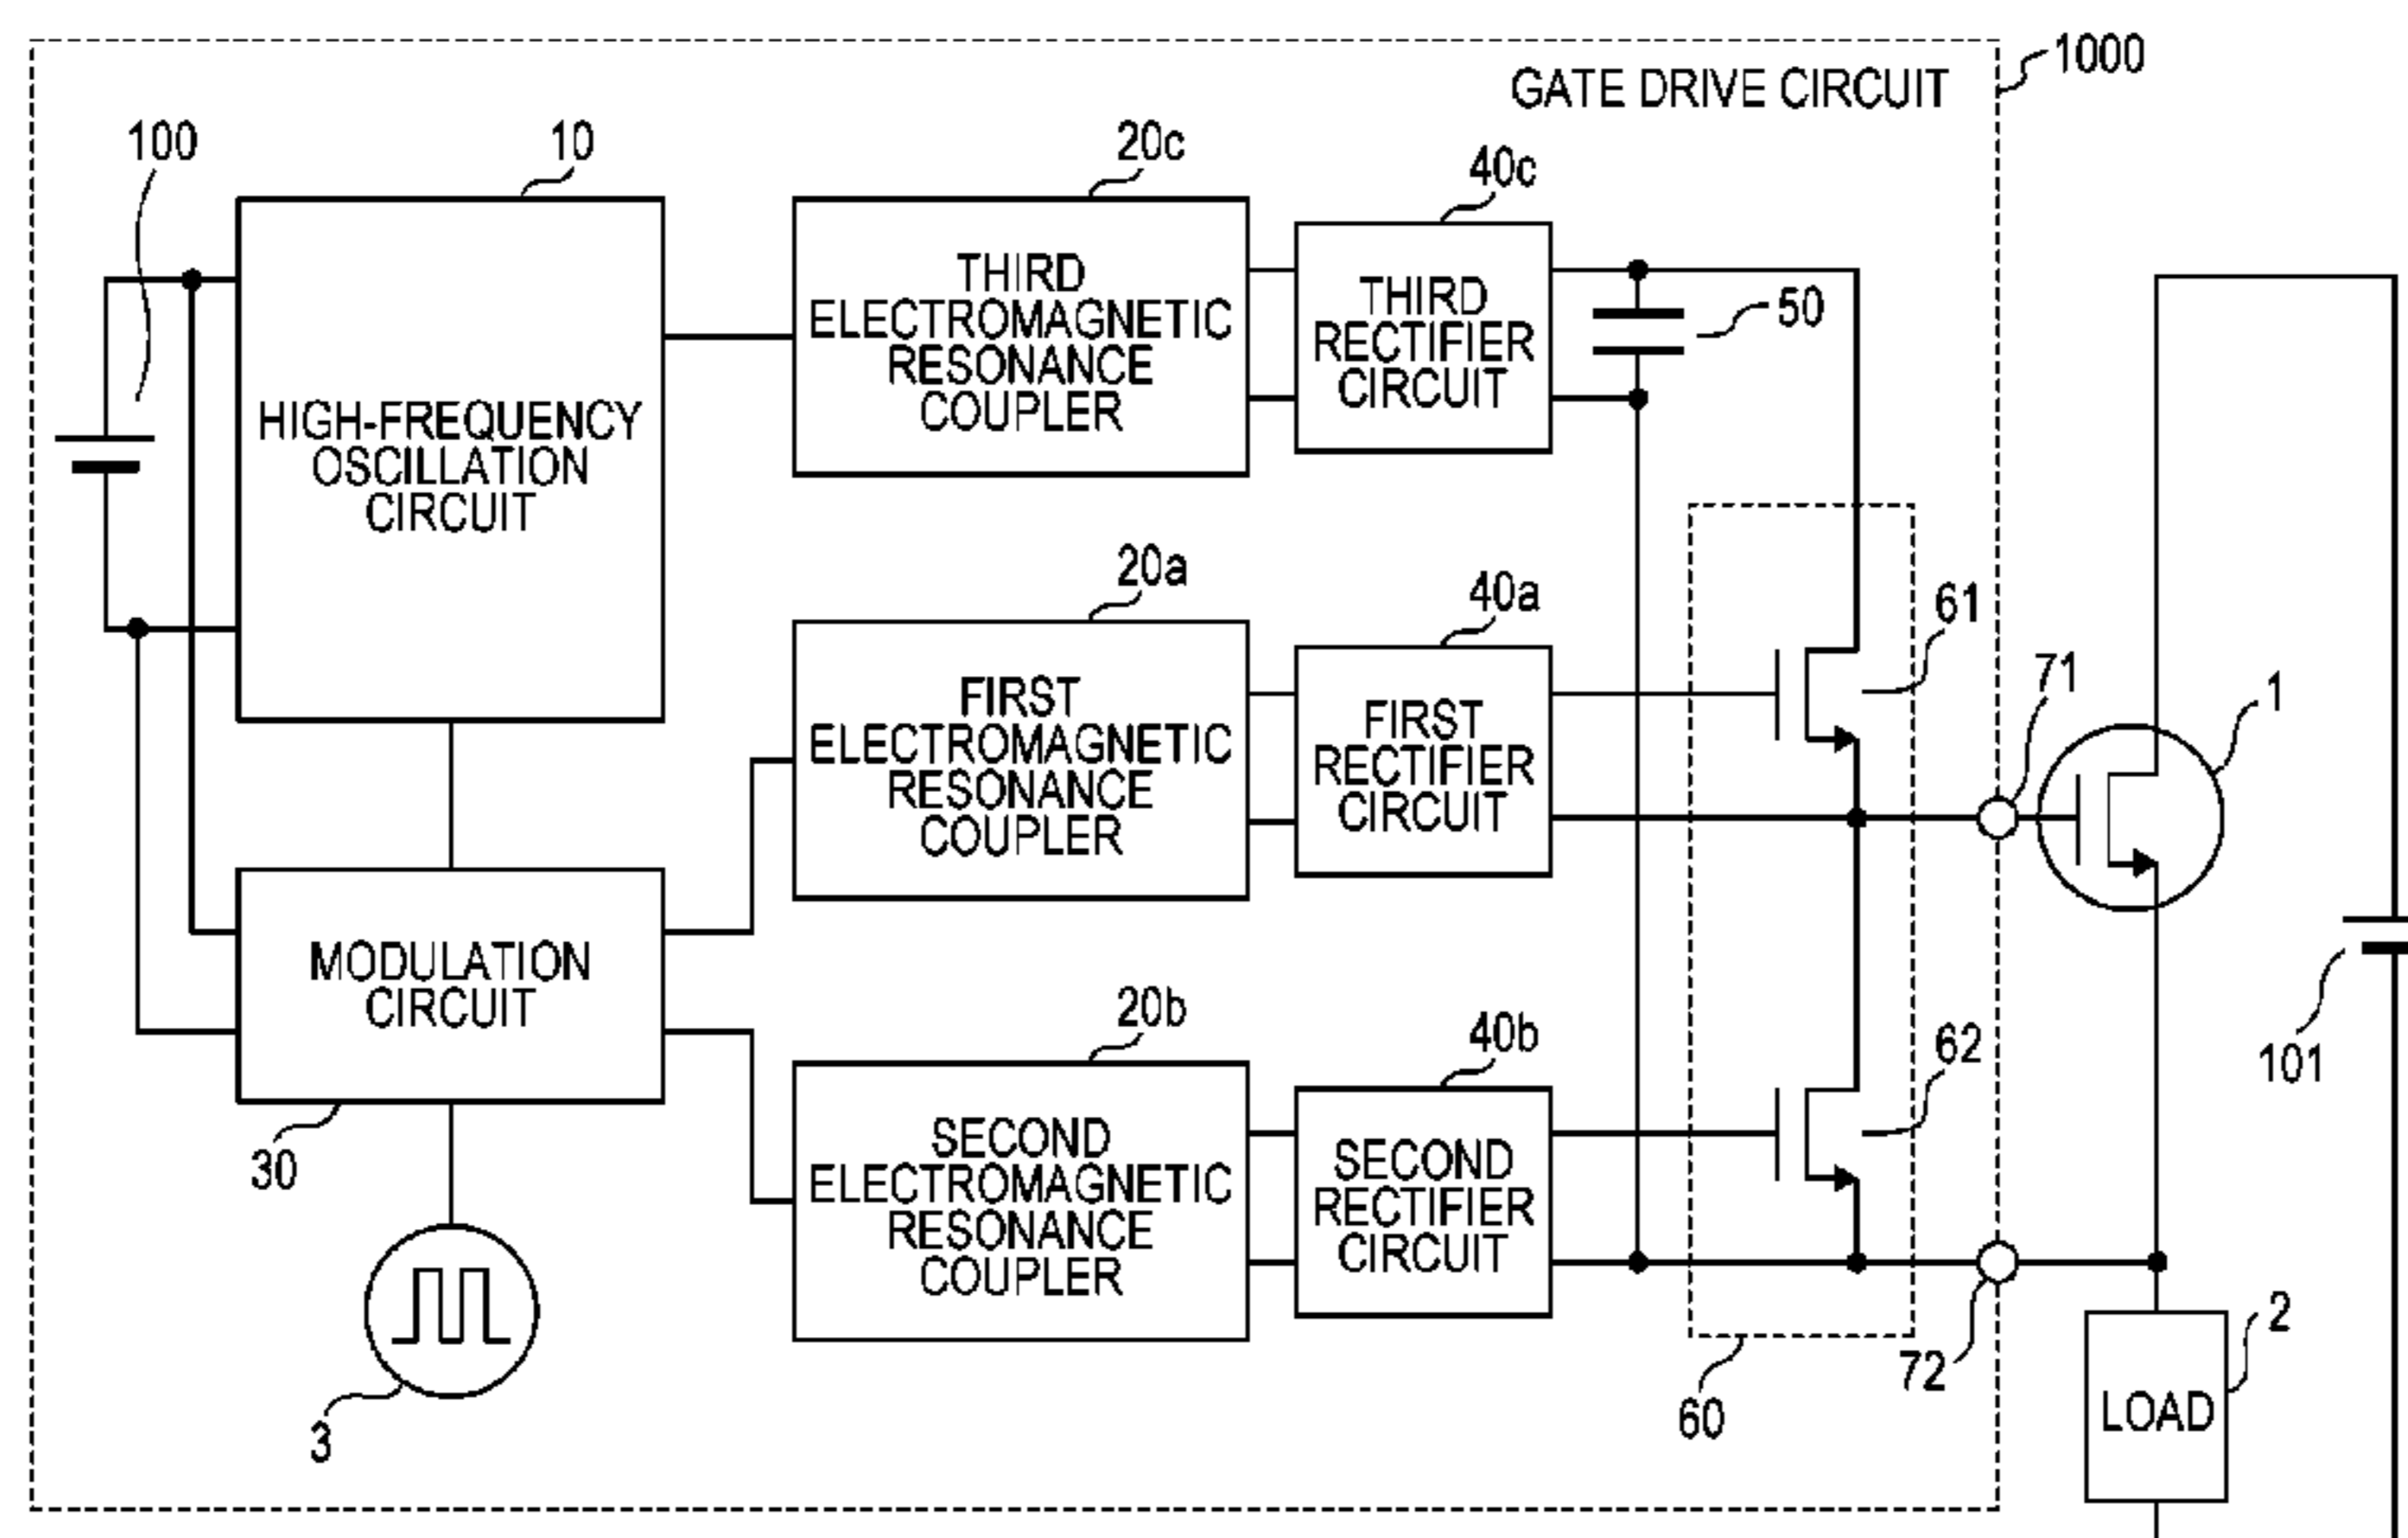 1000
GATE DRIVE CIRCUIT
100
10
20c
40c
HIGH-FREQUENCY
OSCILLATION
CIRCUIT
THIRD
ELECTROMAGNETIC
RESONANCE
COUPLER
THIRD
RECTIFIER
CIRCUIT
50
20a
40a
61
71
1
FIRST
ELECTROMAGNETIC
RESONANCE
COUPLER
FIRST
RECTIFIER
CIRCUIT
MODULATION
CIRCUIT
30
20b
40b
62
101
SECOND
ELECTROMAGNETIC
RESONANCE
COUPLER
SECOND
RECTIFIER
CIRCUIT
3
60
72
2
LOAD